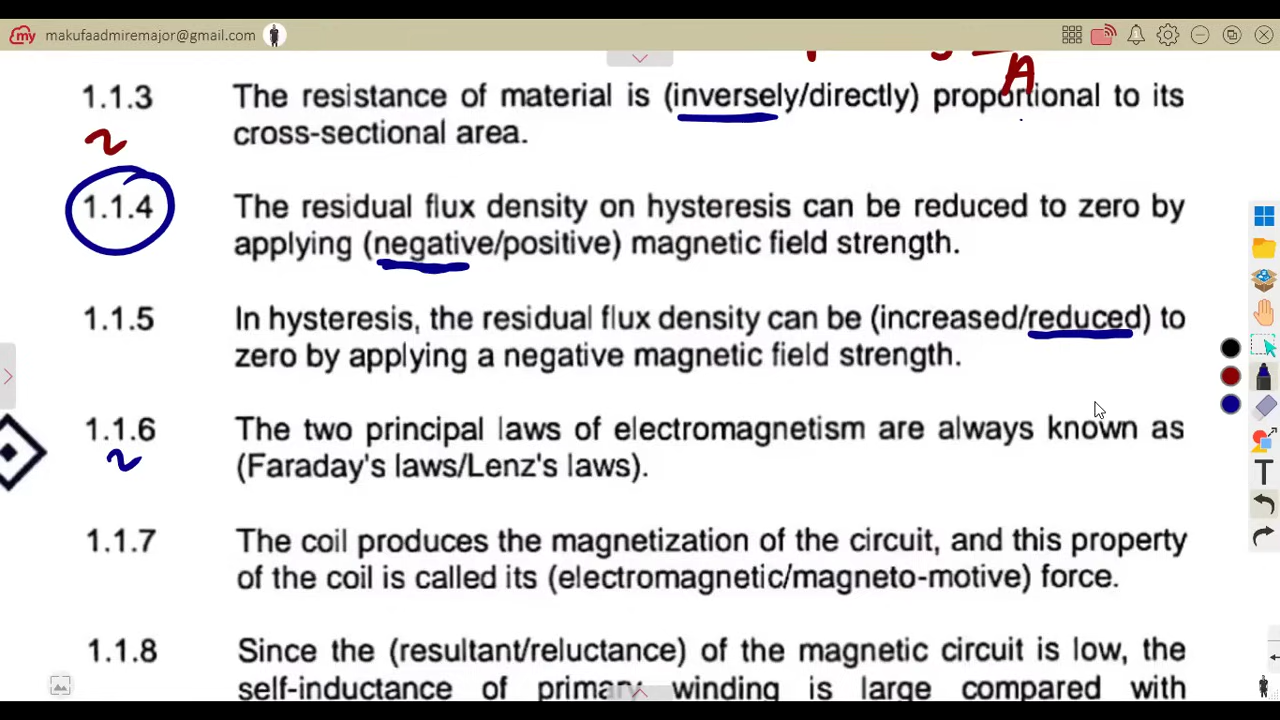 my makufaadmiremajor@gmail.com
A
1.1.3 The resistance of material is (inversely/directly) proportional to its
cross-sectional area.
1.1.4 The residual flux density on hysteresis can be reduced to zero by
applying (negative/positive) magnetic field strength.
1.1.5 In hysteresis, the residual flux density can be (increased/reduced) to
zero by applying a negative magnetic field strength.
1.1.6 The two principal laws of electromagnetism are always known as
(Faraday's laws/Lenz's laws).
1.1.7 The coil produces the magnetization of the circuit, and this property
of the coil is called its (electromagnetic/magneto-motive) force.
1.1.8 Since the (resultant/reluctance) of the magnetic circuit is low, the
self-inductance of primary winding is large compared with
T